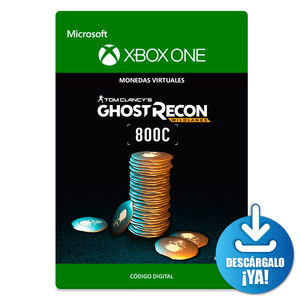 Microsoft
XBOX ONE
MONEDAS VIRTUALES
TOM CLANCY'S
GHOST RECON
WILDLANDS
800C
CÓDIGO DIGITAL
DESCÁRGALO
¡YA!